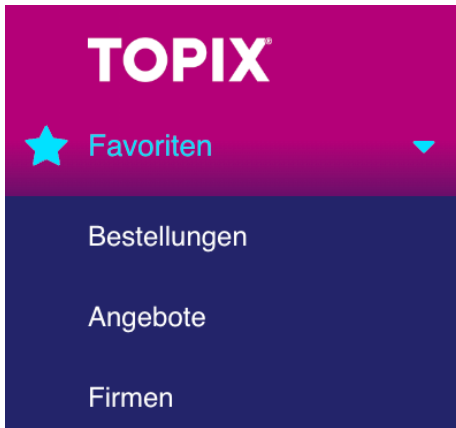 TOPIX®
Favoriten
Bestellungen
Angebote
Firmen